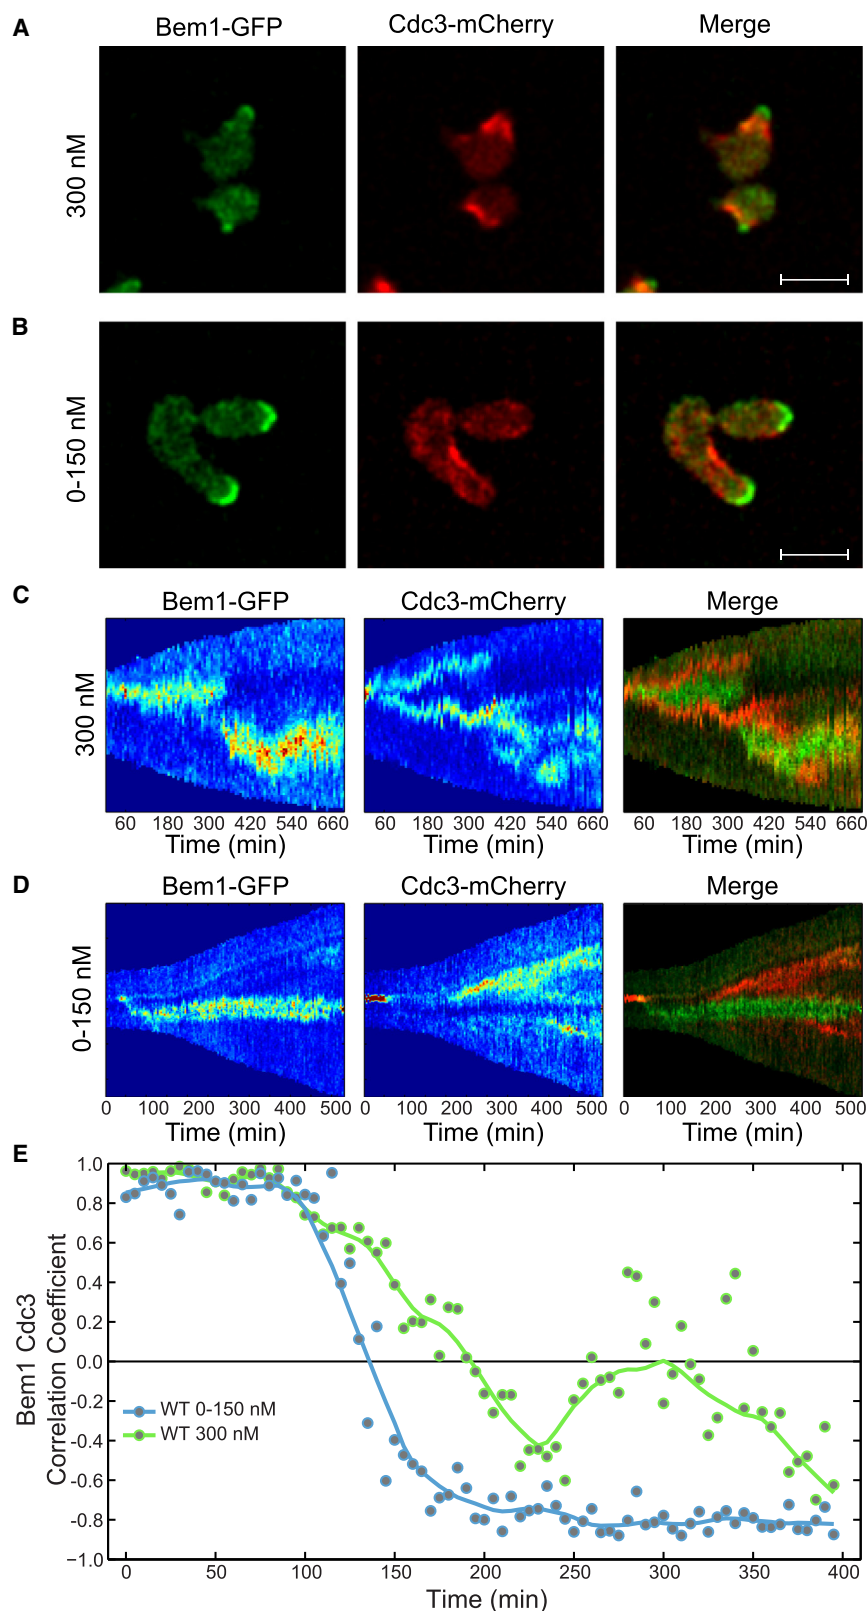 A
Bem1-GFP Cdc3-mCherry Merge
300 nM
B
0-150 nM
C
Bem1-GFP Cdc3-mCherry Merge
300 nM
60 180 300 420 540 660 60 180 300 420 540 660 60 180 300 420 540 660
Time (min) Time (min) Time (min)
D
Bem1-GFP Cdc3-mCherry Merge
0-150 nM
0 100 200 300 400 500 0 100 200 300 400 500 0 100 200 300 400 500
Time (min) Time (min) Time (min)
E
Bem1 Cdc3
Correlation Coefficient
1.0
0.8
0.6
0.4
0.2
0.0
-0.2
-0.4
-0.6
-0.8
−1.0
WT 0-150 nM
WT 300 nM
0 50 100 150 200 250 300 350 400
Time (min)